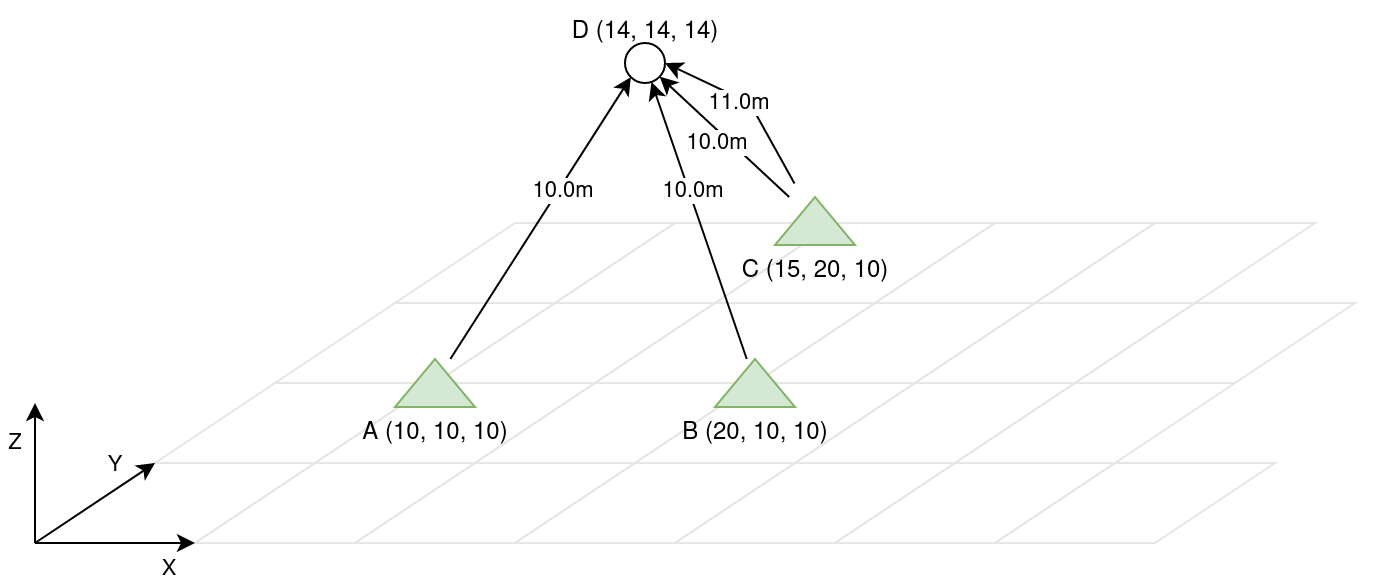 D (14, 14, 14)
11.0m
10.0m
10.0m
10.0m
C (15, 20, 10)
A (10, 10, 10)
B (20, 10, 10)
Z
Y
X